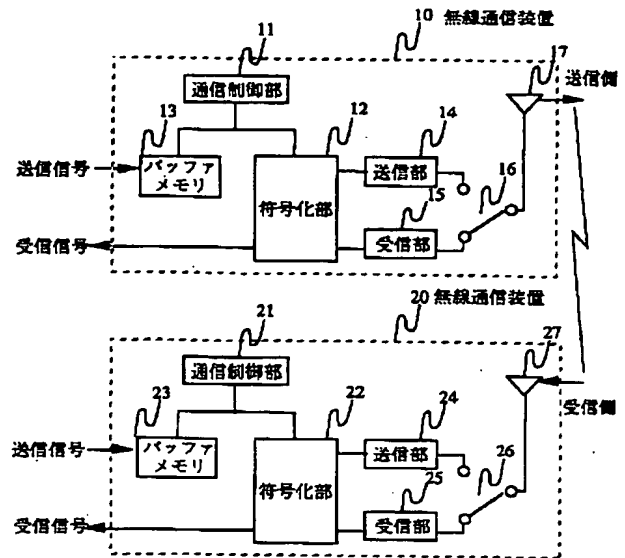 10 無線通信装置
11
17
通信制御部
送信側
13
12
14
送信信号
バッファ
メモリ
送信部
16
符号化部
15
受信信号
受信部
20 無線通信装置
21
27
通信制御部
受信側
23
22
24
送信信号
バッファ
メモリ
送信部
26
符号化部
25
受信信号
受信部